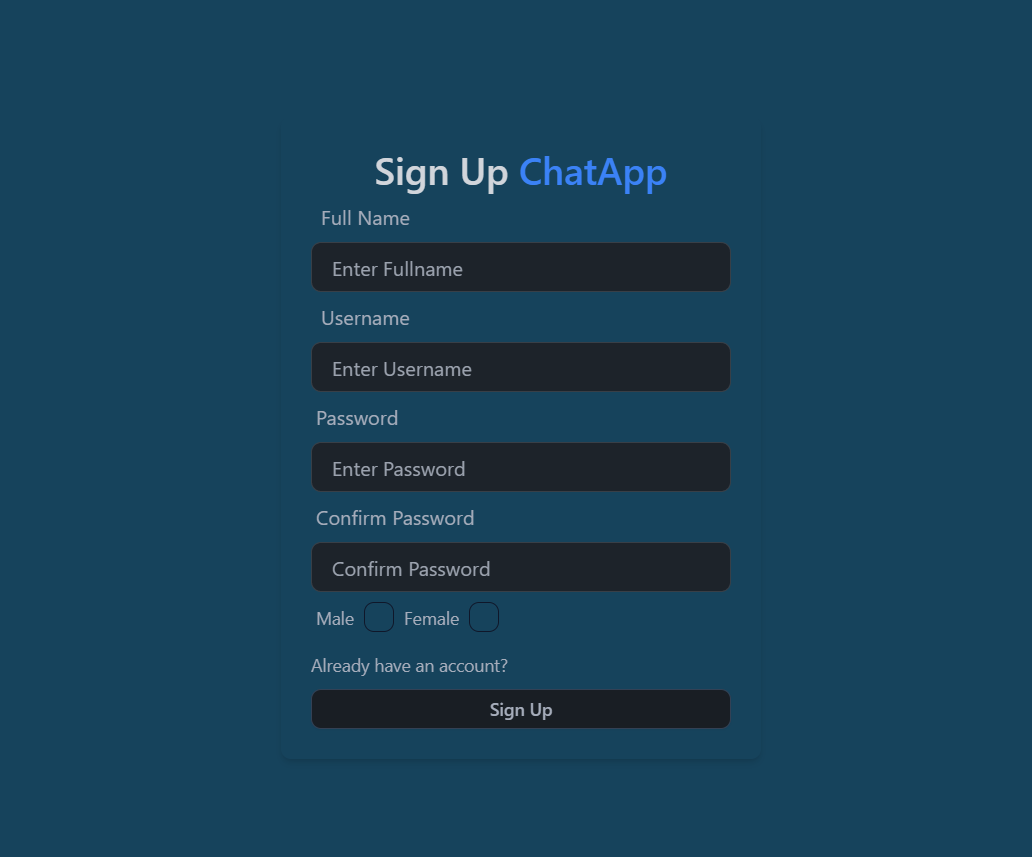 Sign Up ChatApp
Full Name
Enter Fullname
Username
Enter Username
Password
Enter Password
Confirm Password
Confirm Password
Male Female
Already have an account?
Sign Up